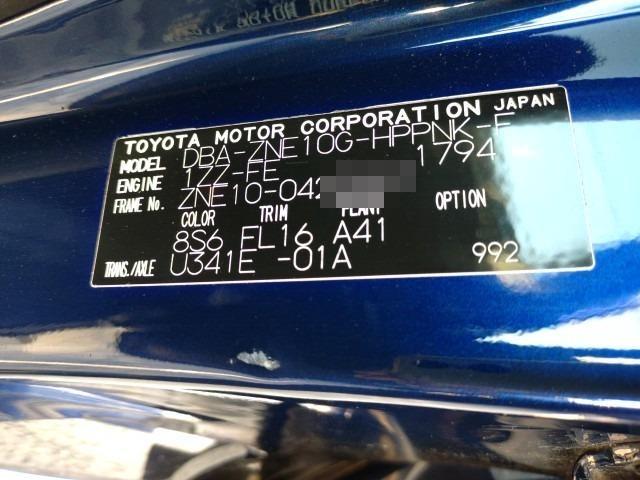 TOYOTA MOTOR CORPORATION JAPAN
MODEL DBA-ZNE10G-HPPNK-F
ENGINE 1ZZ-FE 1794
FRAME No. ZNE10-042
COLOR TRIM PLANT OPTION
8S6 FL16 A41
TRANS./AXLE U341E -01A 992